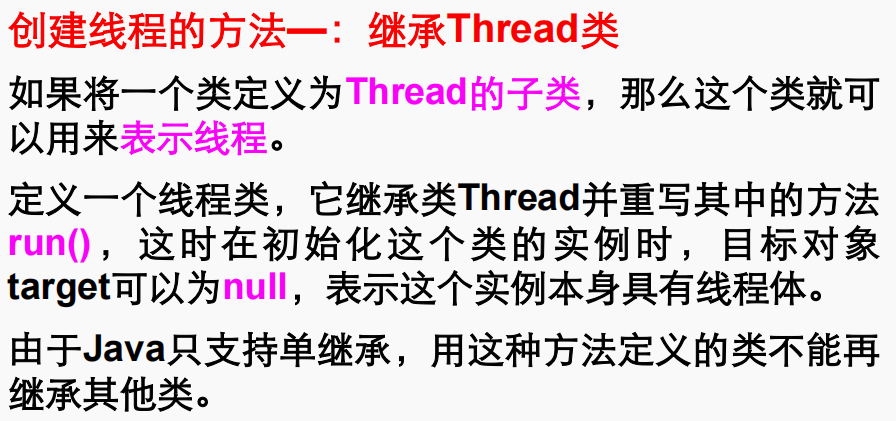 创建线程的方法一：继承Thread类
如果将一个类定义为Thread的子类，那么这个类就可
以用来表示线程。
定义一个线程类，它继承类Thread并重写其中的方法
run()，这时在初始化这个类的实例时，目标对象
target可以为null，表示这个实例本身具有线程体。
由于Java只支持单继承，用这种方法定义的类不能再
继承其他类。